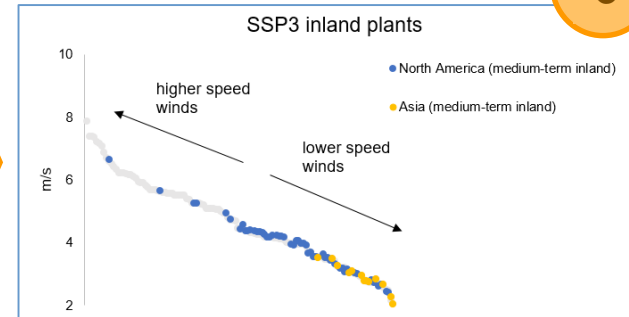 SSP3 inland plants
10
North America (medium-term inland)
higher speed
winds
Asia (medium-term inland)
8
lower speed
winds
m/s
6
4
2